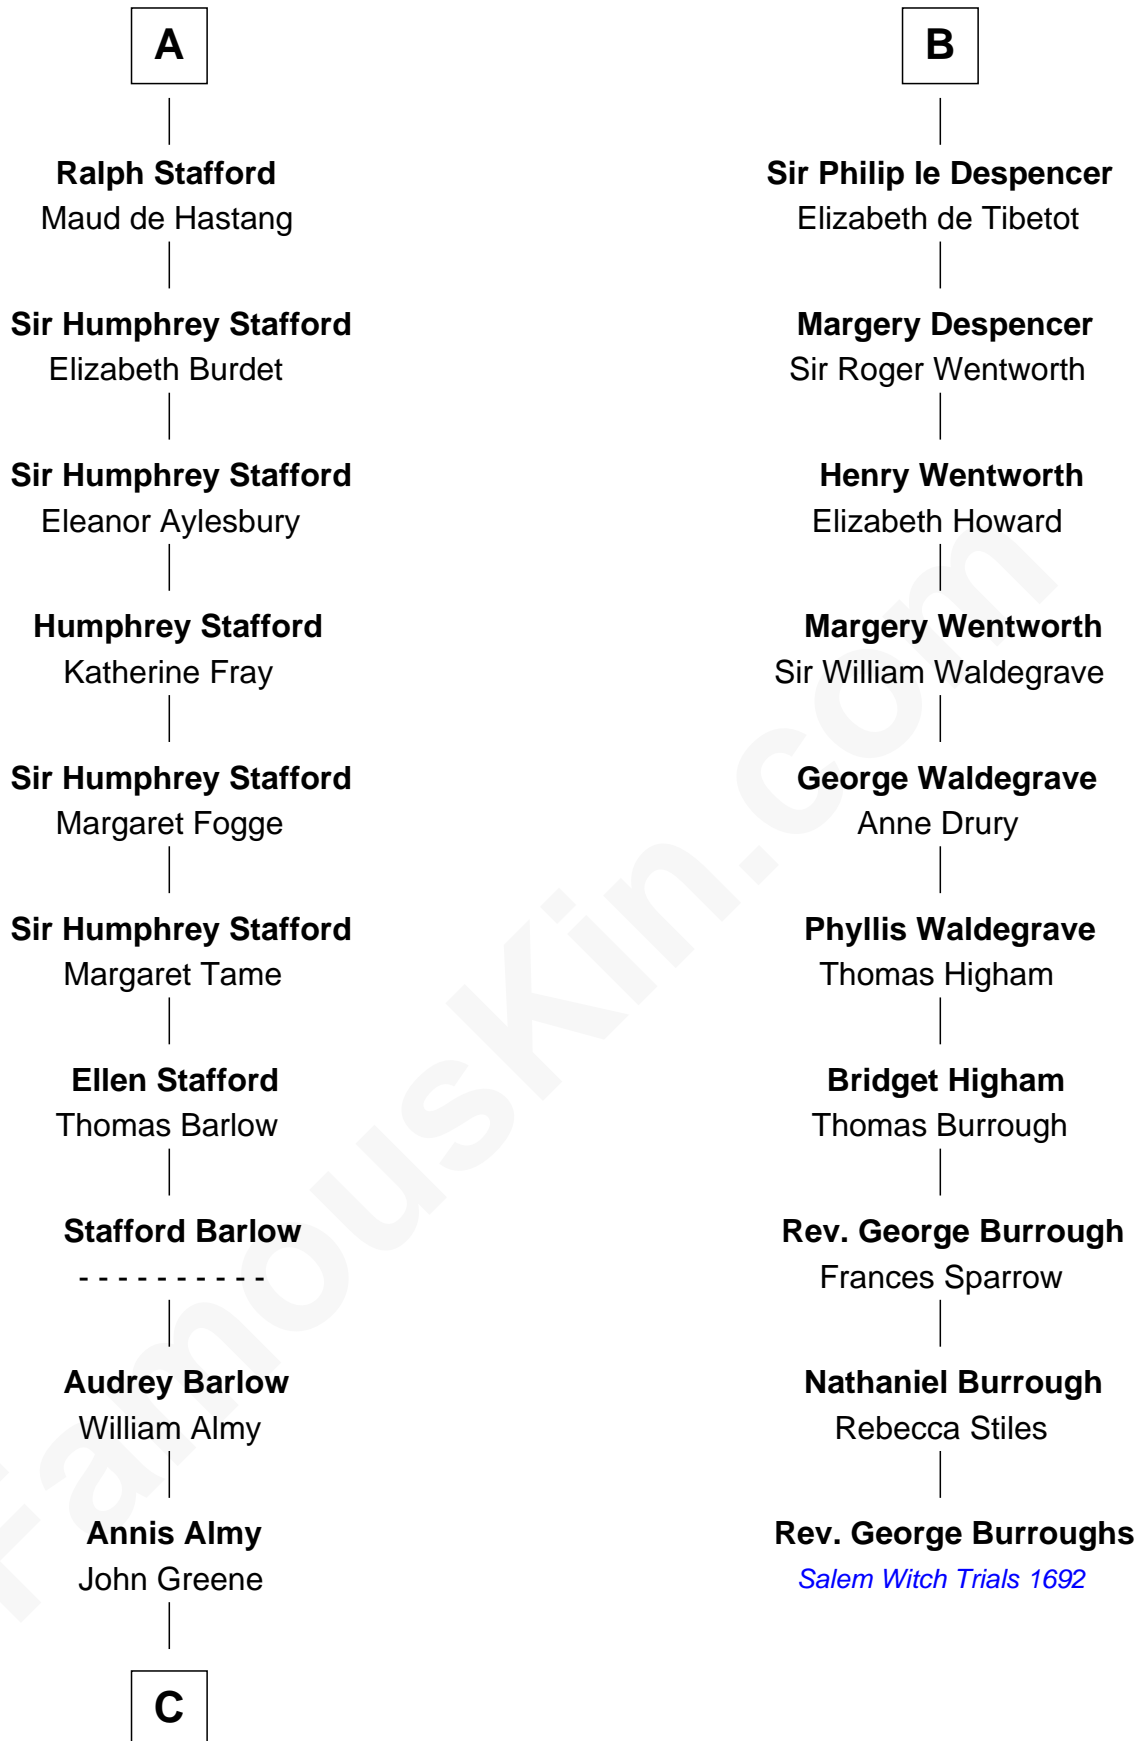 A
Ralph Stafford
Maud de Hastang
Sir Humphrey Stafford
Elizabeth Burdet
Sir Humphrey Stafford
Eleanor Aylesbury
Humphrey Stafford
Katherine Fray
Sir Humphrey Stafford
Margaret Fogge
Sir Humphrey Stafford
Margaret Tame
Ellen Stafford
Thomas Barlow
Stafford Barlow
- - - - - - - - - -
Audrey Barlow
William Almy
Annis Almy
John Greene
C
B
Sir Philip le Despencer
Elizabeth de Tibetot
Margery Despencer
Sir Roger Wentworth
Henry Wentworth
Elizabeth Howard
Margery Wentworth
Sir William Waldegrave
George Waldegrave
Anne Drury
Phyllis Waldegrave
Thomas Higham
Bridget Higham
Thomas Burrough
Rev. George Burrough
Frances Sparrow
Nathaniel Burrough
Rebecca Stiles
Rev. George Burroughs
Salem Witch Trials 1692
FamousKin.com